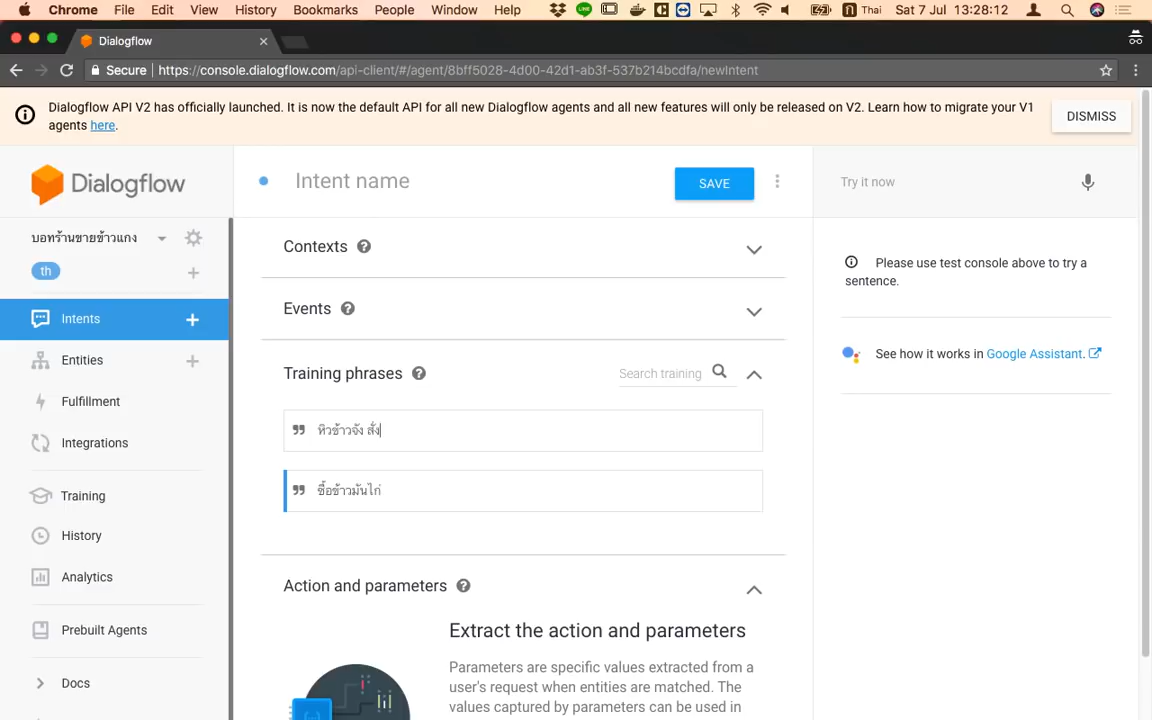 Chrome File Edit View History Bookmarks People Window Help Thai Sat 7 Jul 13:28:12
Dialogflow
Secure https://console.dialogflow.com/api-client/#/agent/8bff5028-4d00-42d1-ab3f-537b214bcdfa/newIntent
Dialogflow API V2 has officially launched. It is now the default API for all new Dialogflow agents and all new features will only be released on V2. Learn how to migrate your V1
agents here.
DISMISS
Dialogflow
Intent name
SAVE
Try it now
บอทร้านขายข้าวแกง
th
Intents
Entities
Fulfillment
Integrations
Training
History
Analytics
Prebuilt Agents
Docs
Contexts
Events
Training phrases
Search training
หิวข้าวจัง สั่ง
ซื้อข้าวมันไก่
Action and parameters
Extract the action and parameters
Parameters are specific values extracted from a
user's request when entities are matched. The
values captured by parameters can be used in
Please use test console above to try a
sentence.
See how it works in Google Assistant.